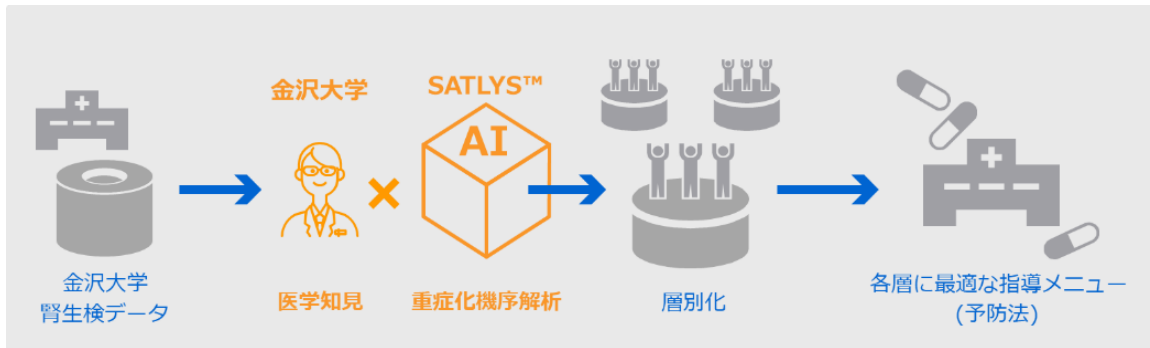 金沢大学
腎生検データ
金沢大学
医学知見
SATLYS™
AI
重症化機序解析
層別化
各層に最適な指導メニュー
(予防法)